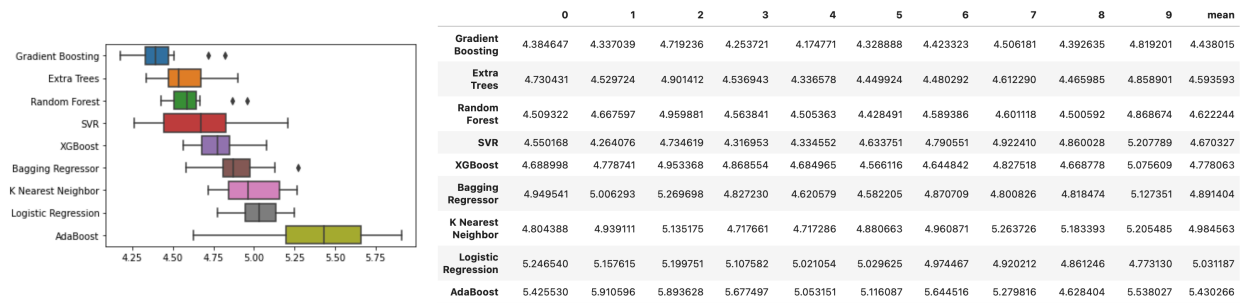 Gradient Boosting
Extra Trees
Random Forest
SVR
XGBoost
Bagging Regressor
K Nearest Neighbor
Logistic Regression
AdaBoost
4.25 4.50 4.75 5.00 5.25 5.50 5.75
0 1 2 3 4 5 6 7 8 9 mean
Gradient
Boosting
4.384647 4.337039 4.719236 4.253721 4.174771 4.328888 4.423323 4.506181 4.392635 4.819201 4.438015
Extra
Trees
4.730431 4.529724 4.901412 4.536943 4.336578 4.449924 4.480292 4.612290 4.465985 4.858901 4.593593
Random
Forest
4.509322 4.667597 4.959881 4.563841 4.505363 4.428491 4.589386 4.601118 4.500592 4.868674 4.622244
SVR 4.550168 4.264076 4.734619 4.316953 4.334552 4.633751 4.790551 4.922410 4.860028 5.207789 4.670327
XGBoost 4.688998 4.778741 4.953368 4.868554 4.684965 4.566116 4.644842 4.827518 4.668778 5.075609 4.778063
Bagging
Regressor
4.949541 5.006293 5.269698 4.827230 4.620579 4.582205 4.870709 4.800826 4.818474 5.127351 4.891404
K Nearest
Neighbor
4.804388 4.939111 5.135175 4.717661 4.717286 4.880663 4.960871 5.263726 5.183393 5.205485 4.984563
Logistic
Regression
5.246540 5.157615 5.199751 5.107582 5.021054 5.029625 4.974467 4.920212 4.861246 4.773130 5.031187
AdaBoost 5.425530 5.910596 5.893628 5.677497 5.053151 5.116087 5.644516 5.279816 4.628404 5.538027 5.430266